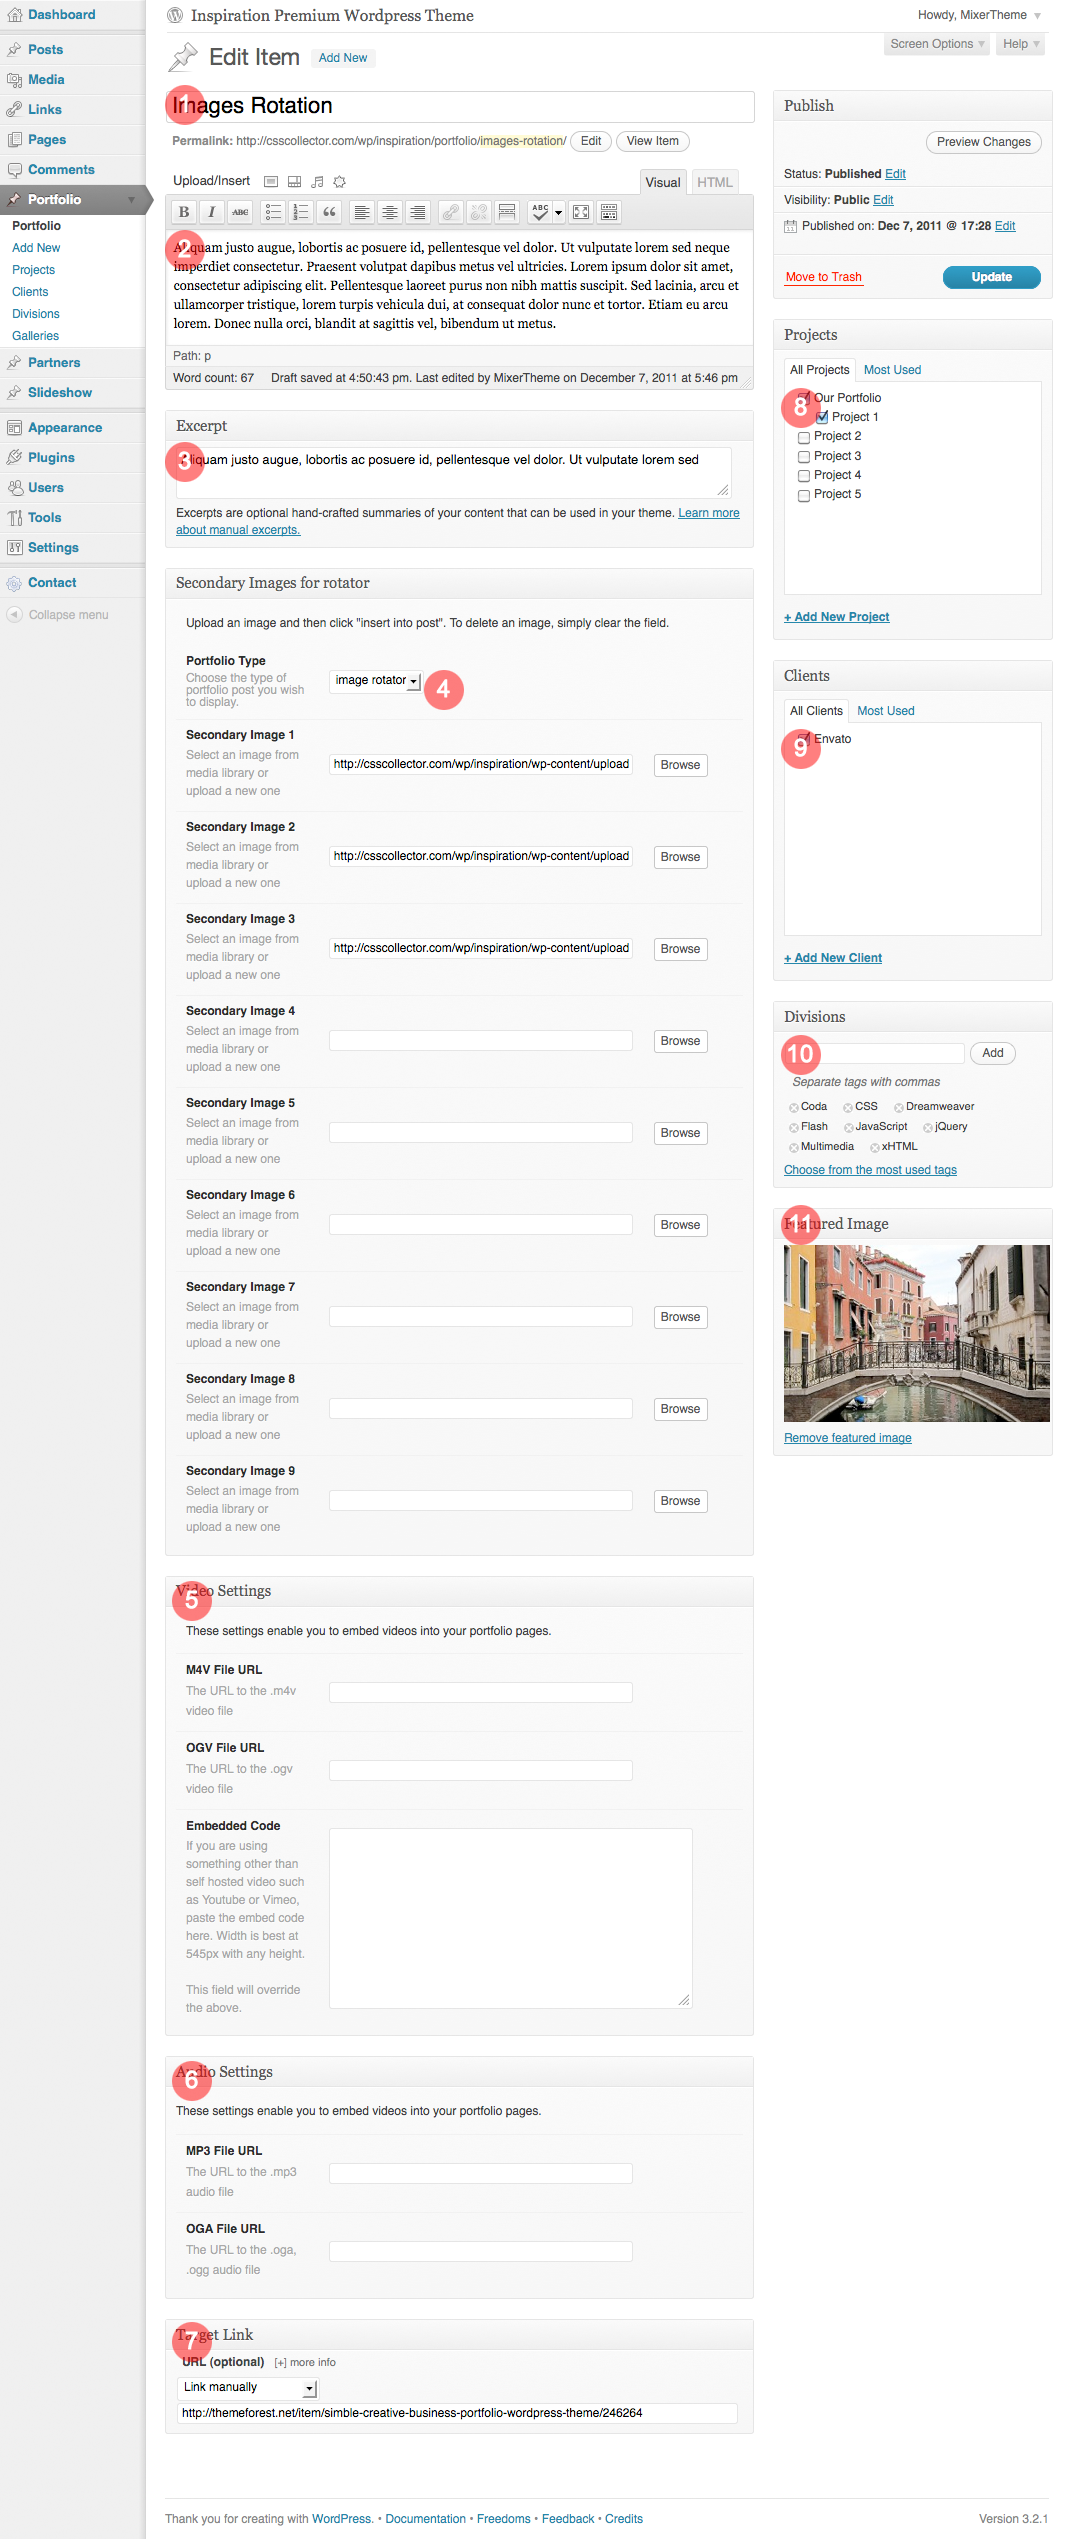 Dashboard
Posts
Media
Links
Pages
Comments
Portfolio
Portfolio
Add New
Projects
Clients
Divisions
Galleries
Partners
Slideshow
Appearance
Plugins
Users
Tools
Settings
Contact
Collapse menu
Inspiration Premium Wordpress Theme
Howdy, MixerTheme
Screen Options
Help
Edit Item
Add New
1
Images Rotation
Permalink: http://csscollector.com/wp/inspiration/portfolio/images-rotation/ Edit View Item
Upload/Insert
Visual
HTML
B I ABC
ABC
2
Aliquam justo augue, lobortis ac posuere id, pellentesque vel dolor. Ut vulputate lorem sed neque
imperdiet consectetur. Praesent volutpat dapibus metus vel ultricies. Lorem ipsum dolor sit amet,
consectetur adipiscing elit. Pellentesque laoreet purus non nibh mattis suscipit. Sed lacinia, arcu et
ullamcorper tristique, lorem turpis vehicula dui, at consequat dolor nunc et tortor. Etiam eu arcu
lorem. Donec nulla orci, blandit at sagittis vel, bibendum ut metus.
Path: p
Word count: 67 Draft saved at 4:50:43 pm. Last edited by MixerTheme on December 7, 2011 at 5:46 pm
Excerpt
3
Aliquam justo augue, lobortis ac posuere id, pellentesque vel dolor. Ut vulputate lorem sed
Excerpts are optional hand-crafted summaries of your content that can be used in your theme. Learn more
about manual excerpts.
Secondary Images for rotator
Upload an image and then click "insert into post". To delete an image, simply clear the field.
Portfolio Type
Choose the type of
portfolio post you wish
to display.
image rotator
4
Secondary Image 1
Select an image from
media library or
upload a new one
http://csscollector.com/wp/inspiration/wp-content/upload
Browse
Secondary Image 2
Select an image from
media library or
upload a new one
http://csscollector.com/wp/inspiration/wp-content/upload
Browse
Secondary Image 3
Select an image from
media library or
upload a new one
http://csscollector.com/wp/inspiration/wp-content/upload
Browse
Secondary Image 4
Select an image from
media library or
upload a new one
Browse
Secondary Image 5
Select an image from
media library or
upload a new one
Browse
Secondary Image 6
Select an image from
media library or
upload a new one
Browse
Secondary Image 7
Select an image from
media library or
upload a new one
Browse
Secondary Image 8
Select an image from
media library or
upload a new one
Browse
Secondary Image 9
Select an image from
media library or
upload a new one
Browse
5
Video Settings
These settings enable you to embed videos into your portfolio pages.
M4V File URL
The URL to the .m4v
video file
OGV File URL
The URL to the .ogv
video file
Embedded Code
If you are using
something other than
self hosted video such
as Youtube or Vimeo,
paste the embed code
here. Width is best at
545px with any height.
This field will override
the above.
6
Audio Settings
These settings enable you to embed videos into your portfolio pages.
MP3 File URL
The URL to the .mp3
audio file
OGA File URL
The URL to the .oga,
.ogg audio file
7
Target Link
URL (optional) [+] more info
Link manually
http://themeforest.net/item/simble-creative-business-portfolio-wordpress-theme/246264
Publish
Preview Changes
Status: Published Edit
Visibility: Public Edit
Published on: Dec 7, 2011 @ 17:28 Edit
Move to Trash
Update
Projects
All Projects
Most Used
8
Our Portfolio
Project 1
Project 2
Project 3
Project 4
Project 5
+ Add New Project
Clients
All Clients
Most Used
9
Envato
+ Add New Client
Divisions
10
Add
Separate tags with commas
Coda CSS Dreamweaver
Flash JavaScript jQuery
Multimedia xHTML
Choose from the most used tags
11
Featured Image
Remove featured image
Thank you for creating with WordPress. • Documentation • Freedoms • Feedback • Credits
Version 3.2.1